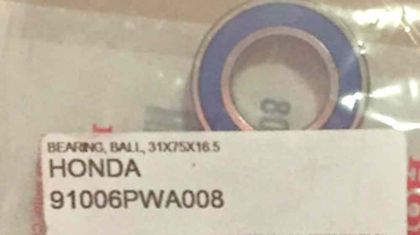 BEARING, BALL, 31X75X16.5
HONDA
91006PWA008